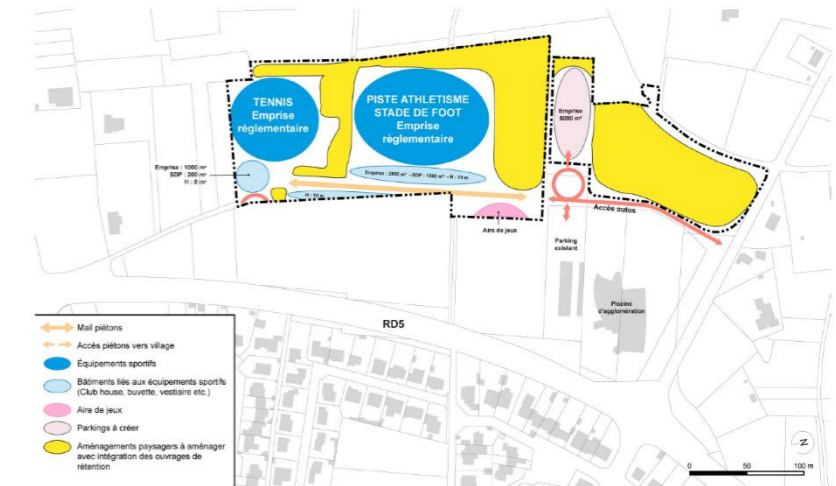 TENNIS
Emprise
règlementaire
PISTE ATHLETISME
STADE DE FOOT
Emprise
règlementaire
Emprise
5000 m²
Emprise : 1000 m²
SDP : 260 m²
H : 8 m
Emprise : 2800 m² - SDP : 1000 m² - H : 10 m
H : 10 m
Accès autos
Aire de jeux
Parking
existant
Piscine
d'agglomération
RD5
Mail piétons
Accès piétons vers village
Équipements sportifs
Bâtiments liés aux équipements sportifs
(Club house, buvette, vestiaire etc.)
Aire de jeux
Parkings à créer
Aménagements paysagers à aménager
avec intégration des ouvrages de
rétention
N
0 50 100 m